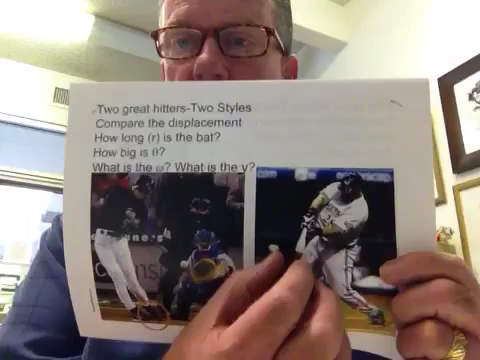 Two great hitters-Two Styles
Compare the displacement
How long (r) is the bat?
How big is θ?
What is the ω? What is the v?